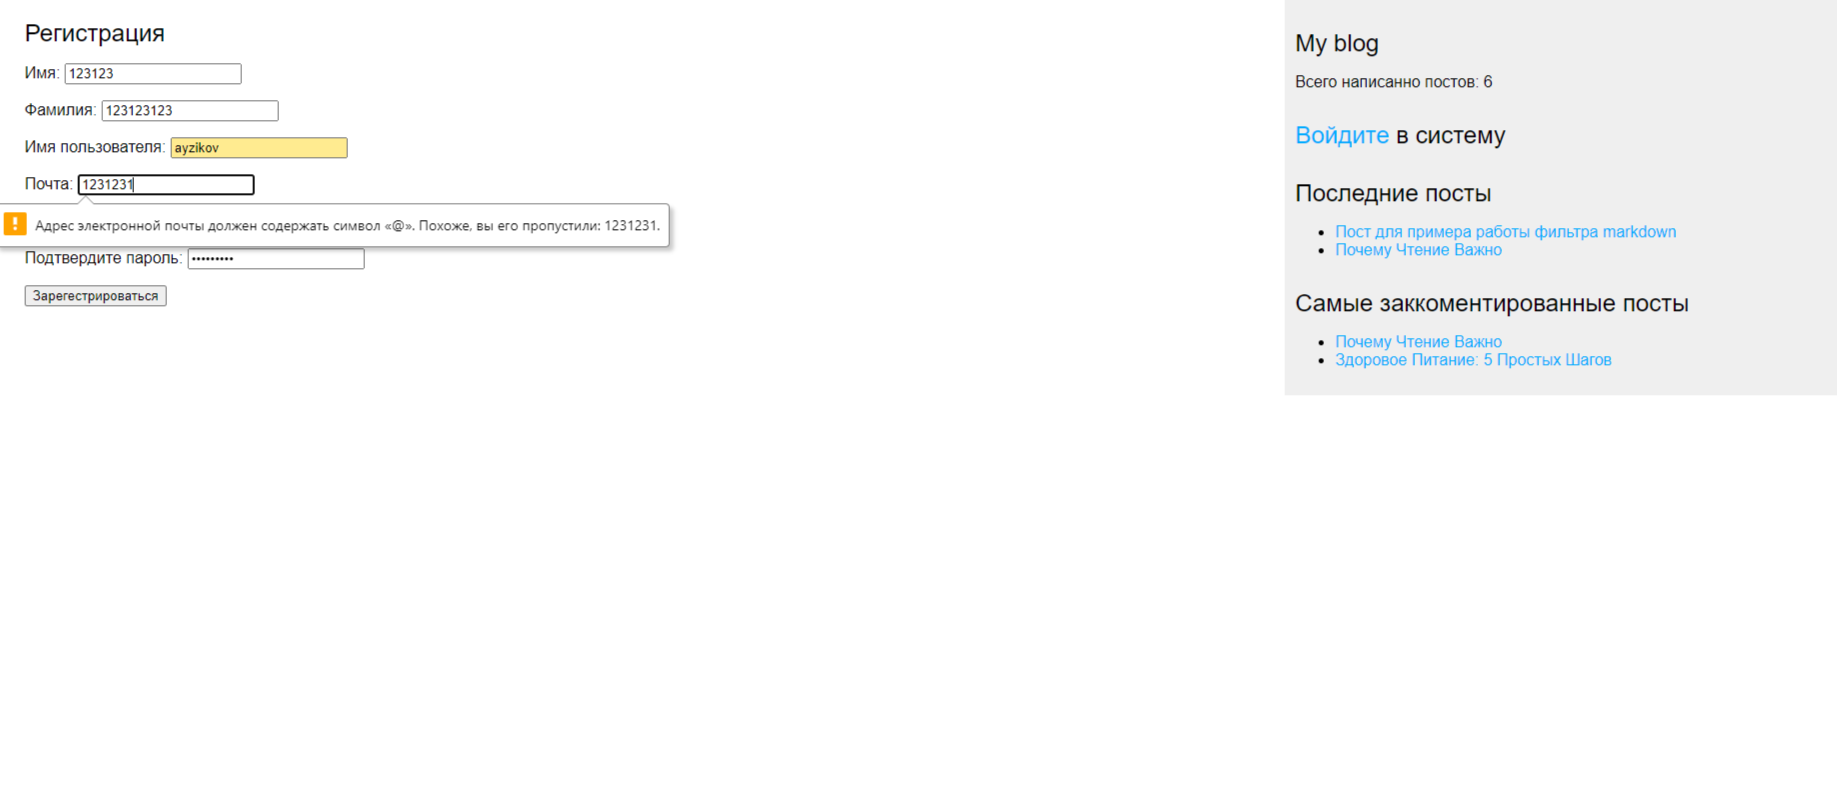 Регистрация
Имя: 123123
Фамилия: 123123123
Имя пользователя: ayzikov
Почта: 1231231
! Адрес электронной почты должен содержать символ «@». Похоже, вы его пропустили: 1231231.
Подтвердите пароль: •••••••••
Зарегестрироваться
My blog
Всего написанно постов: 6
Войдите в систему
Последние посты
• Пост для примера работы фильтра markdown
• Почему Чтение Важно
Самые заккоментированные посты
• Почему Чтение Важно
• Здоровое Питание: 5 Простых Шагов